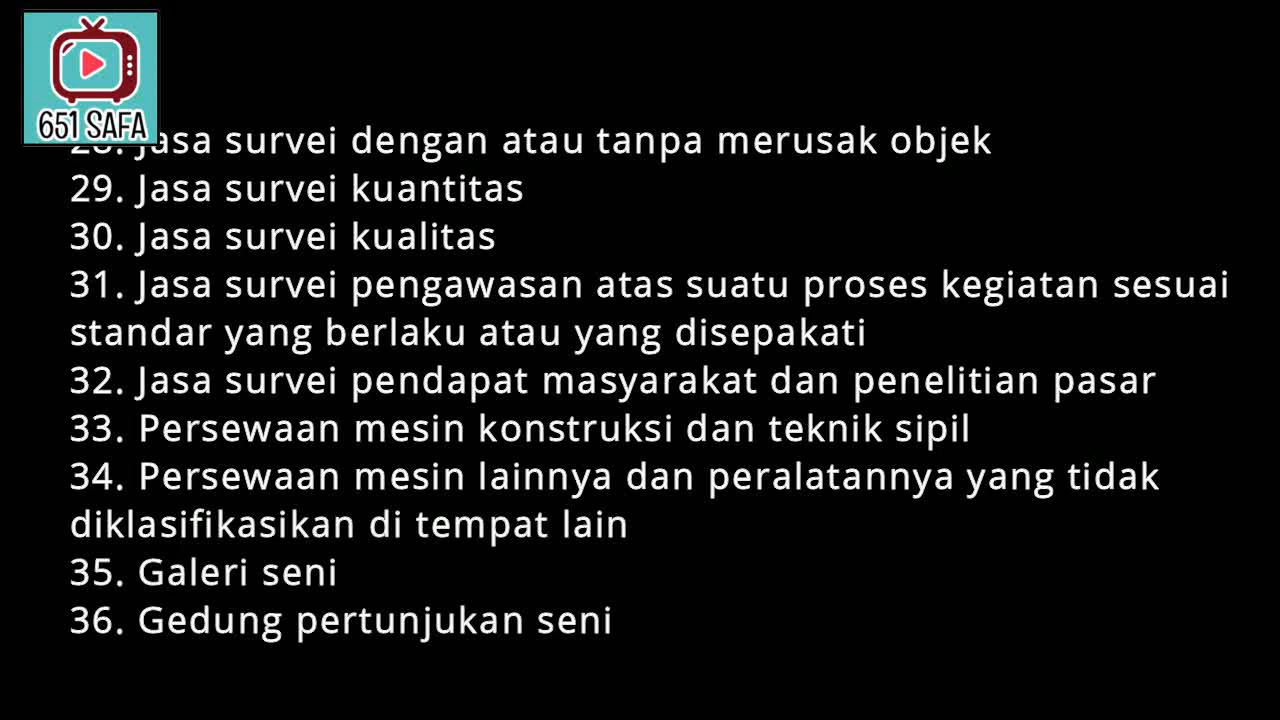 651 SAFA
28. Jasa survei dengan atau tanpa merusak objek
29. Jasa survei kuantitas
30. Jasa survei kualitas
31. Jasa survei pengawasan atas suatu proses kegiatan sesuai
standar yang berlaku atau yang disepakati
32. Jasa survei pendapat masyarakat dan penelitian pasar
33. Persewaan mesin konstruksi dan teknik sipil
34. Persewaan mesin lainnya dan peralatannya yang tidak
diklasifikasikan di tempat lain
35. Galeri seni
36. Gedung pertunjukan seni